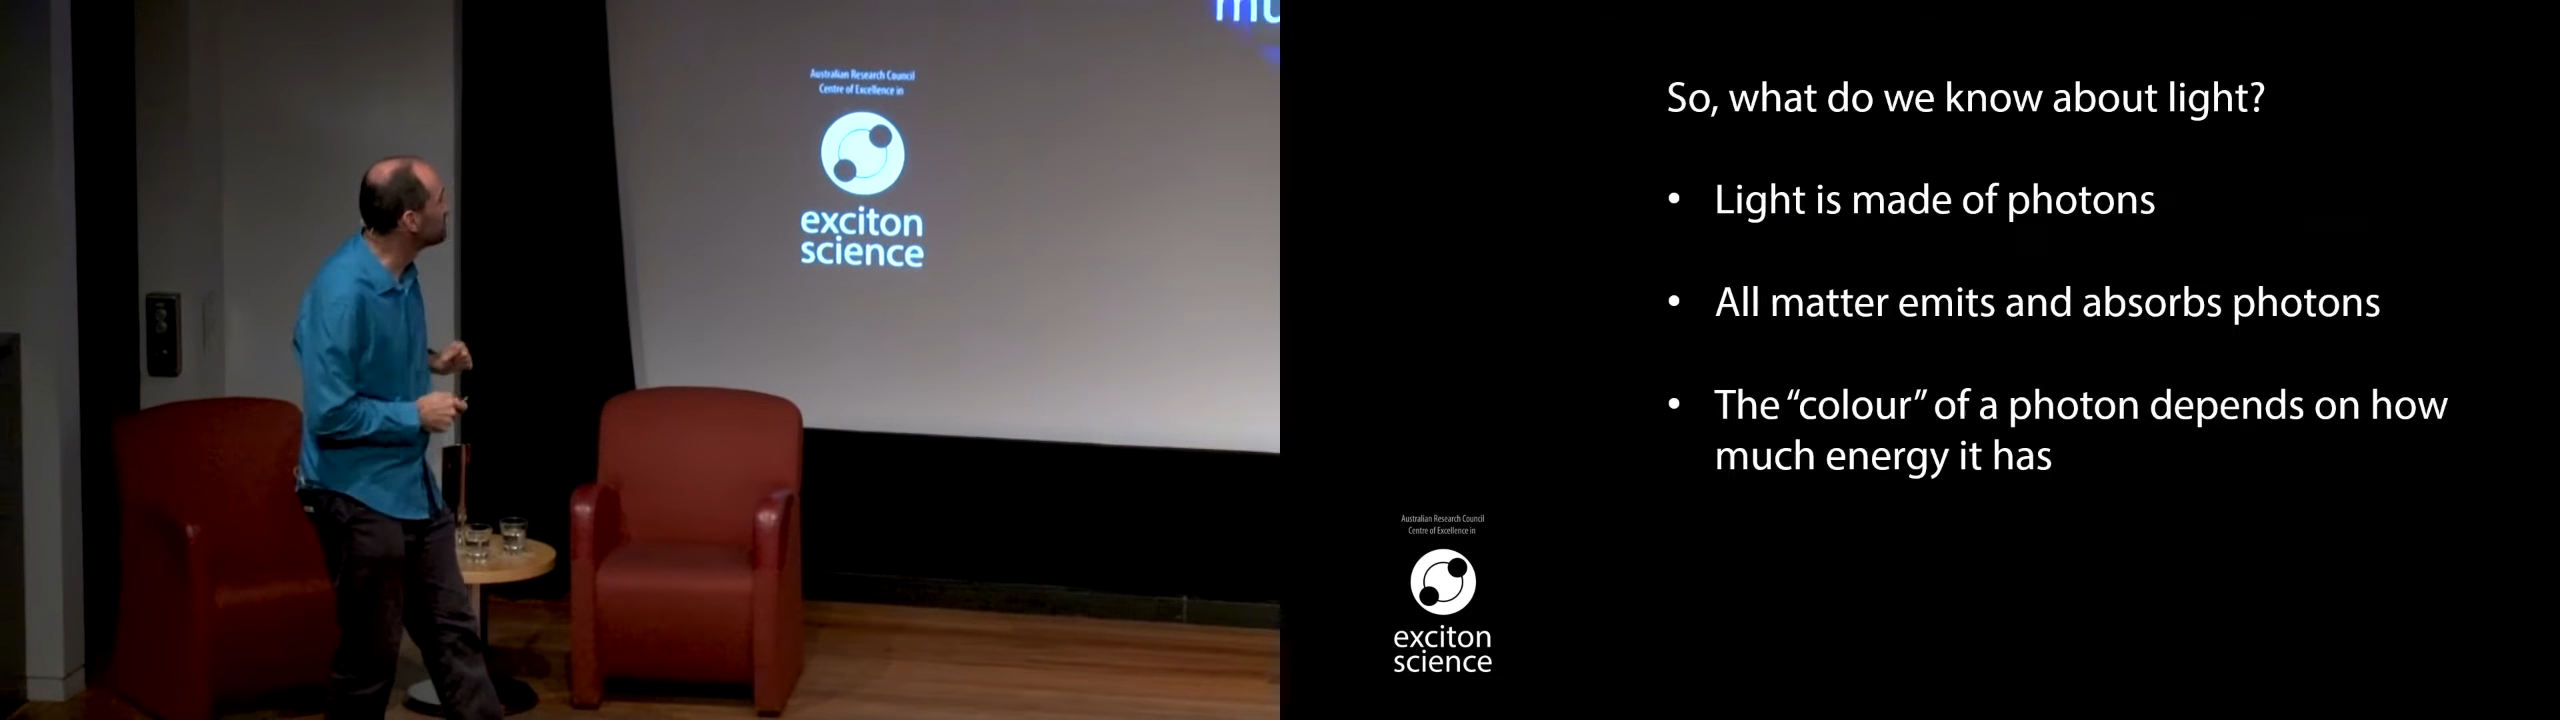 mu
Australian Research Council
Centre of Excellence in
exciton
science
So, what do we know about light?
• Light is made of photons
• All matter emits and absorbs photons
• The “colour” of a photon depends on how
much energy it has
Australian Research Council
Centre of Excellence in
exciton
science